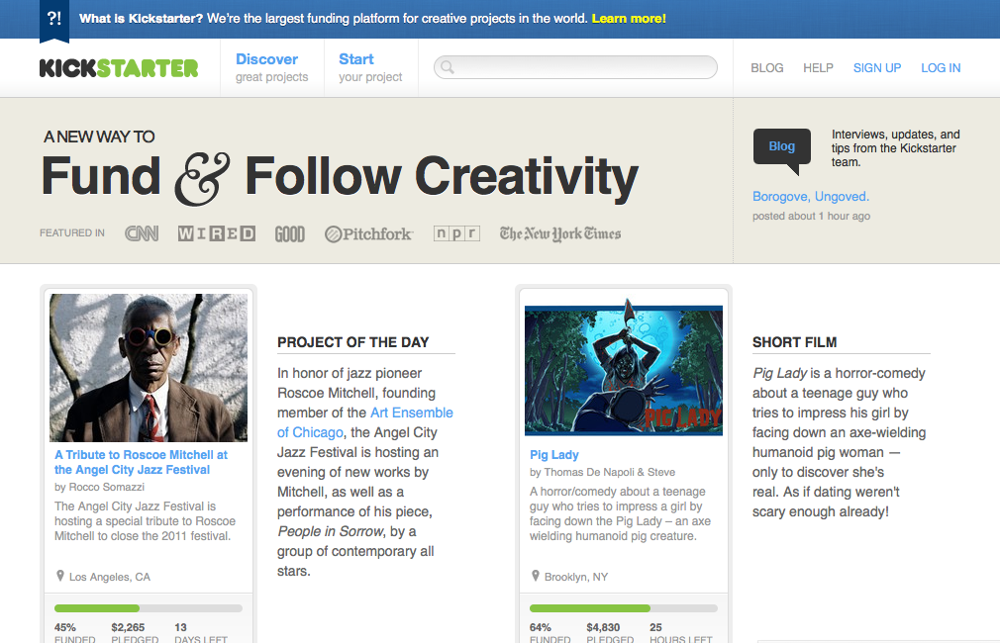 ?! What is Kickstarter? We're the largest funding platform for creative projects in the world. Learn more!
KICKSTARTER
Discover
great projects
Start
your project
BLOG HELP SIGN UP LOG IN
A NEW WAY TO
Fund & Follow Creativity
FEATURED IN CNN WIRED GOOD Pitchfork npr The New York Times
Blog
Interviews, updates, and
tips from the Kickstarter
team.
Borogove, Ungoved.
posted about 1 hour ago
A Tribute to Roscoe Mitchell at
the Angel City Jazz Festival
by Rocco Somazzi
The Angel City Jazz Festival is
hosting a special tribute to Roscoe
Mitchell to close the 2011 festival.
Los Angeles, CA
45% $2,265 13
FUNDED PLEDGED DAYS LEFT
PROJECT OF THE DAY
In honor of jazz pioneer
Roscoe Mitchell, founding
member of the Art Ensemble
of Chicago, the Angel City
Jazz Festival is hosting an
evening of new works by
Mitchell, as well as a
performance of his piece,
People in Sorrow, by a
group of contemporary all
stars.
PIG LADY
Pig Lady
by Thomas De Napoli & Steve
A horror/comedy about a teenage
guy who tries to impress a girl by
facing down the Pig Lady – an axe
wielding humanoid pig creature.
Brooklyn, NY
64% $4,830 25
FUNDED PLEDGED HOURS LEFT
SHORT FILM
Pig Lady is a horror-comedy
about a teenage guy who
tries to impress his girl by
facing down an axe-wielding
humanoid pig woman —
only to discover she's
real. As if dating weren't
scary enough already!